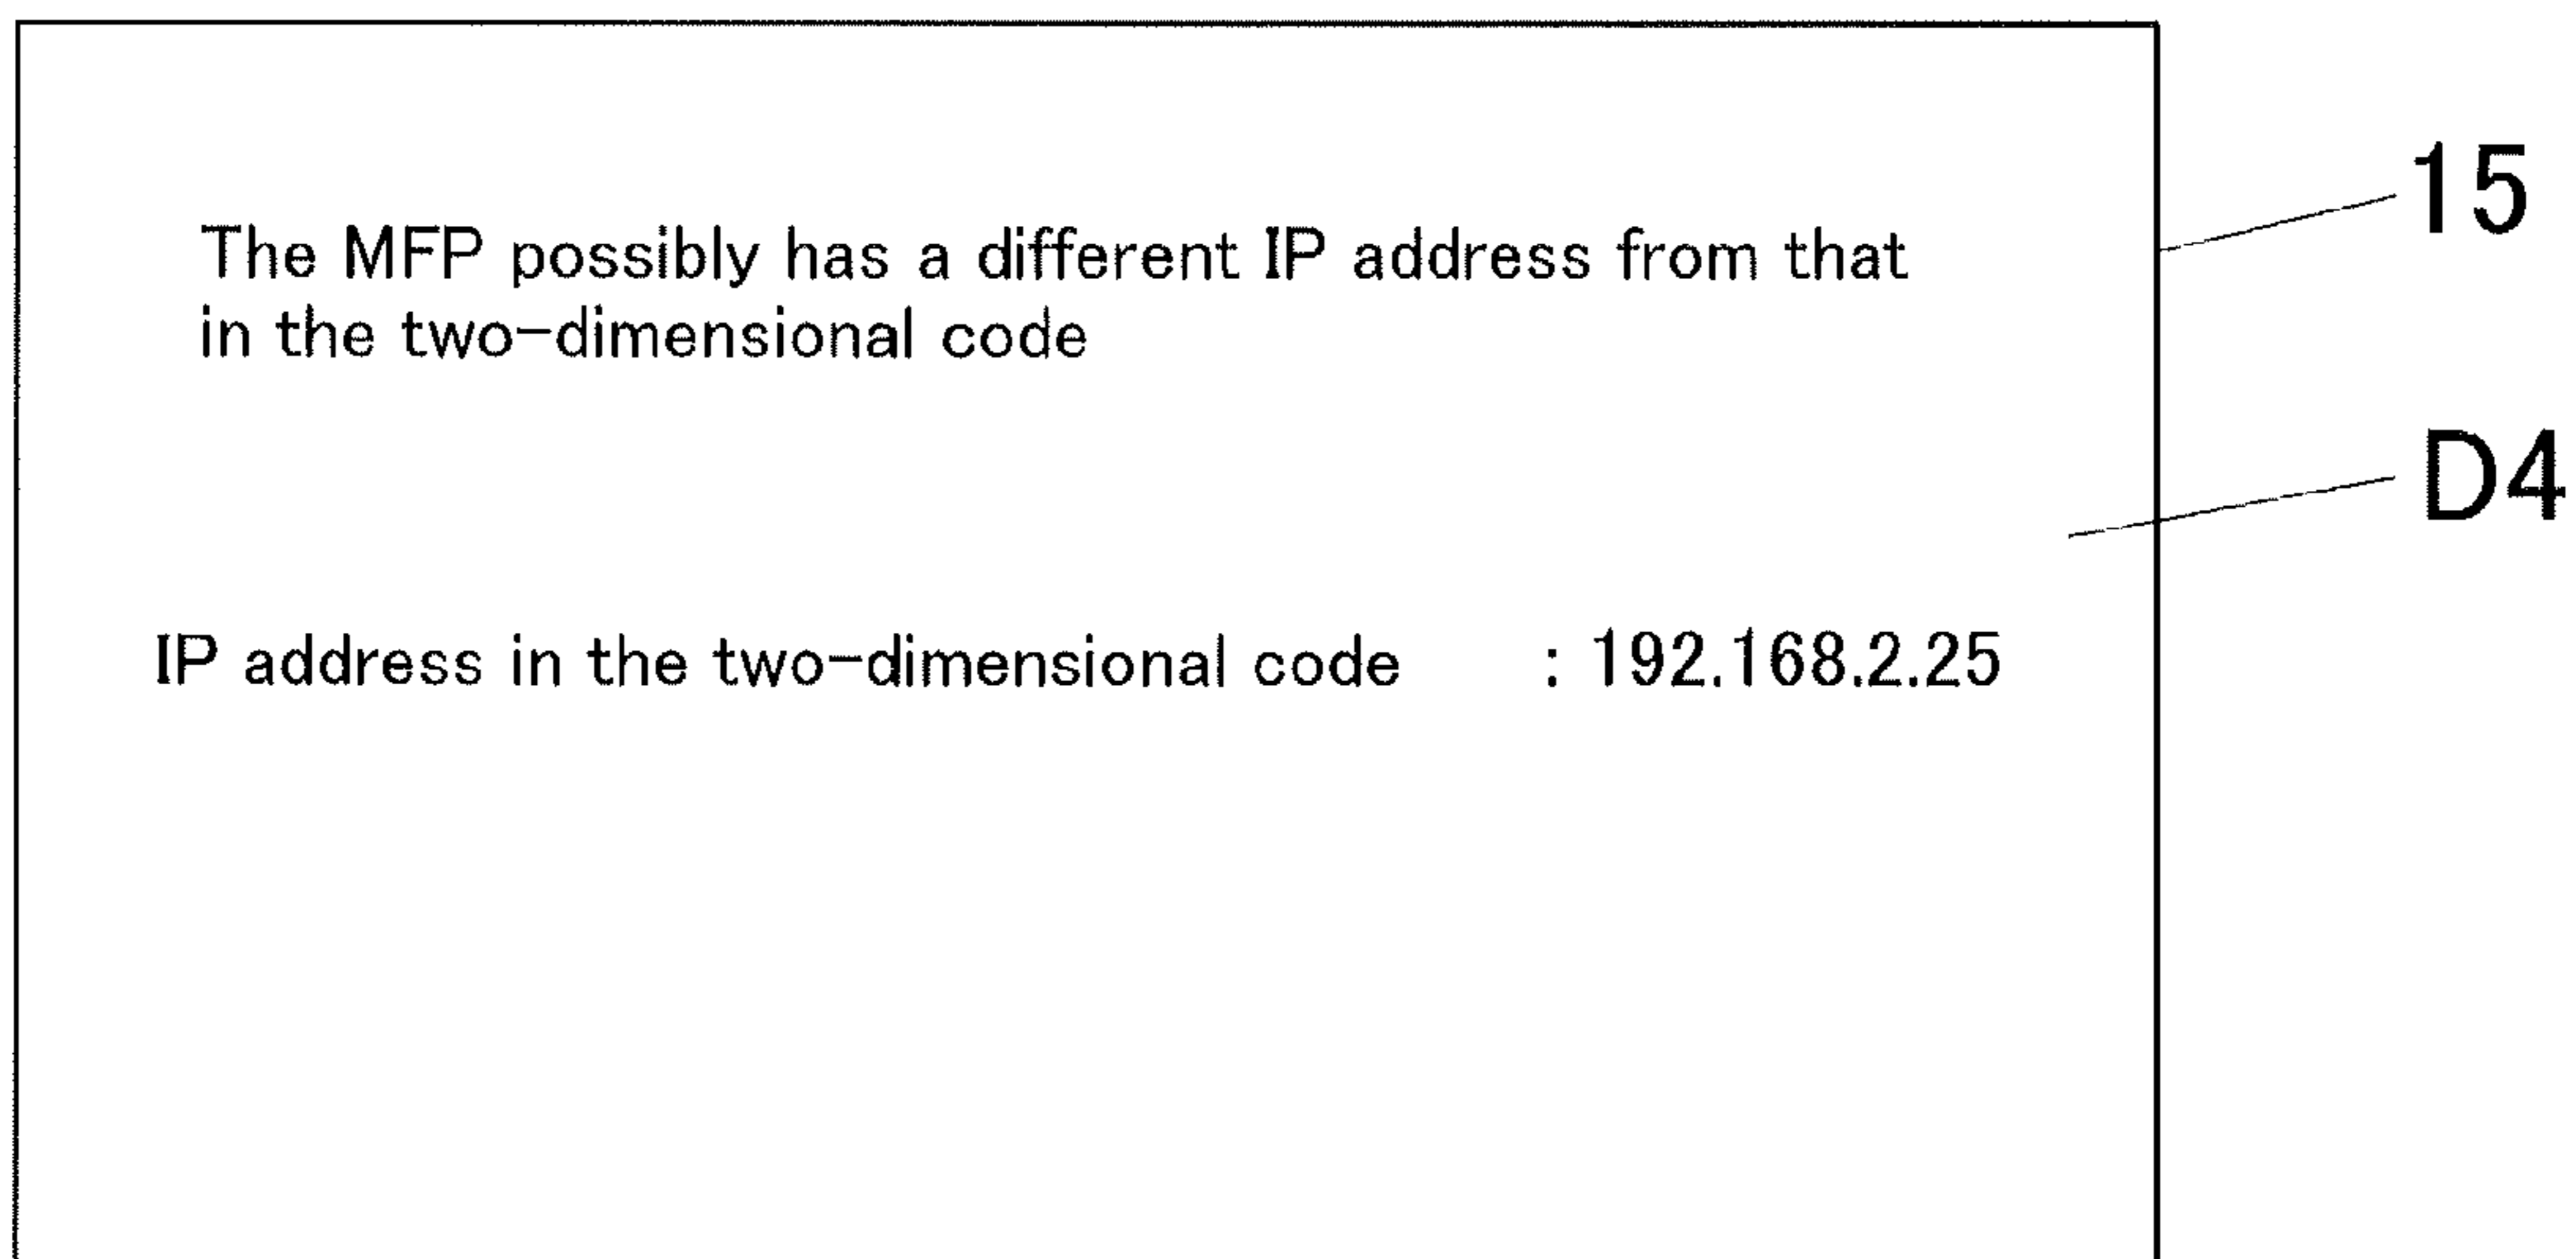 15
The MFP possibly has a different IP address from that
in the two-dimensional code
D4
IP address in the two-dimensional code : 192.168.2.25